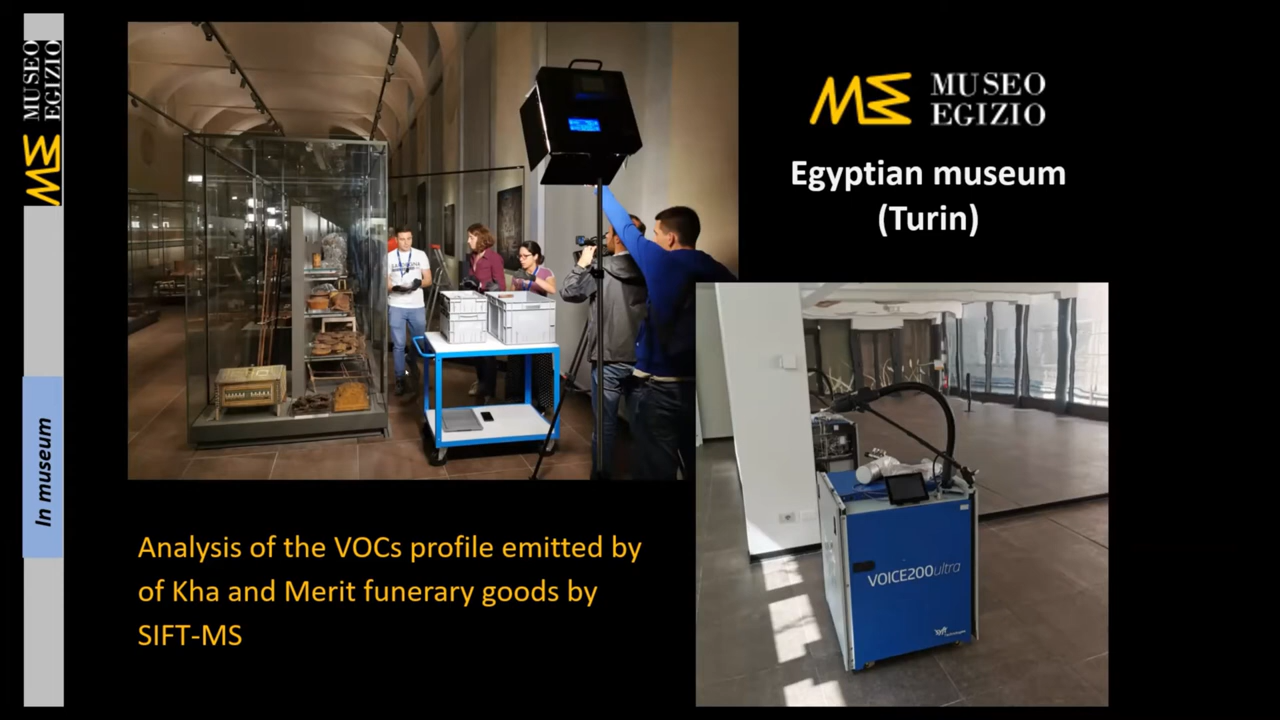 MUSEO
EGIZIO
In museum
MUSEO
EGIZIO
Egyptian museum
(Turin)
Analysis of the VOCs profile emitted by
of Kha and Merit funerary goods by
SIFT-MS
VOICE200ultra